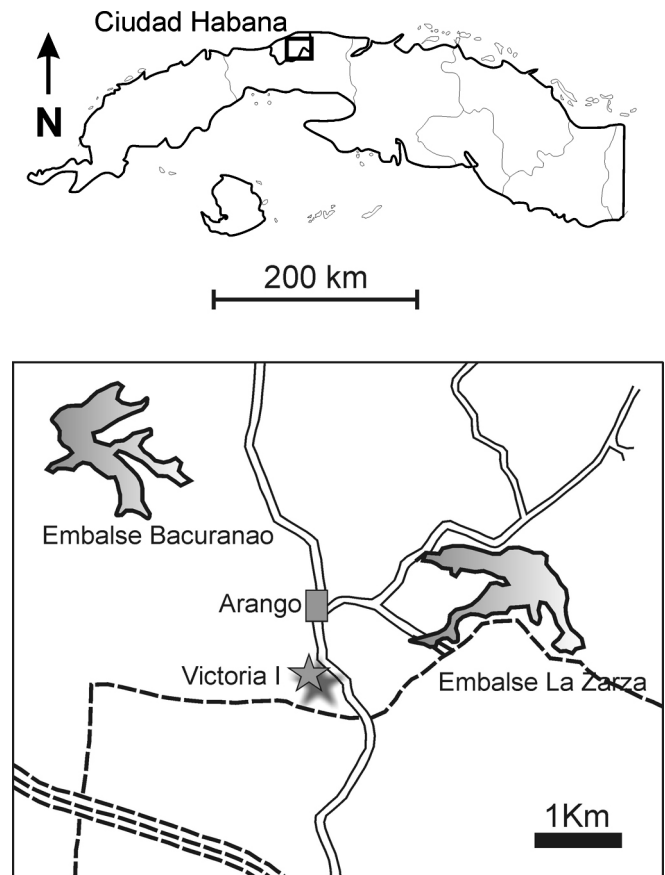 Ciudad Habana
N
200 km
Embalse Bacuranao
Arango
Victoria I
Embalse La Zarza
1Km